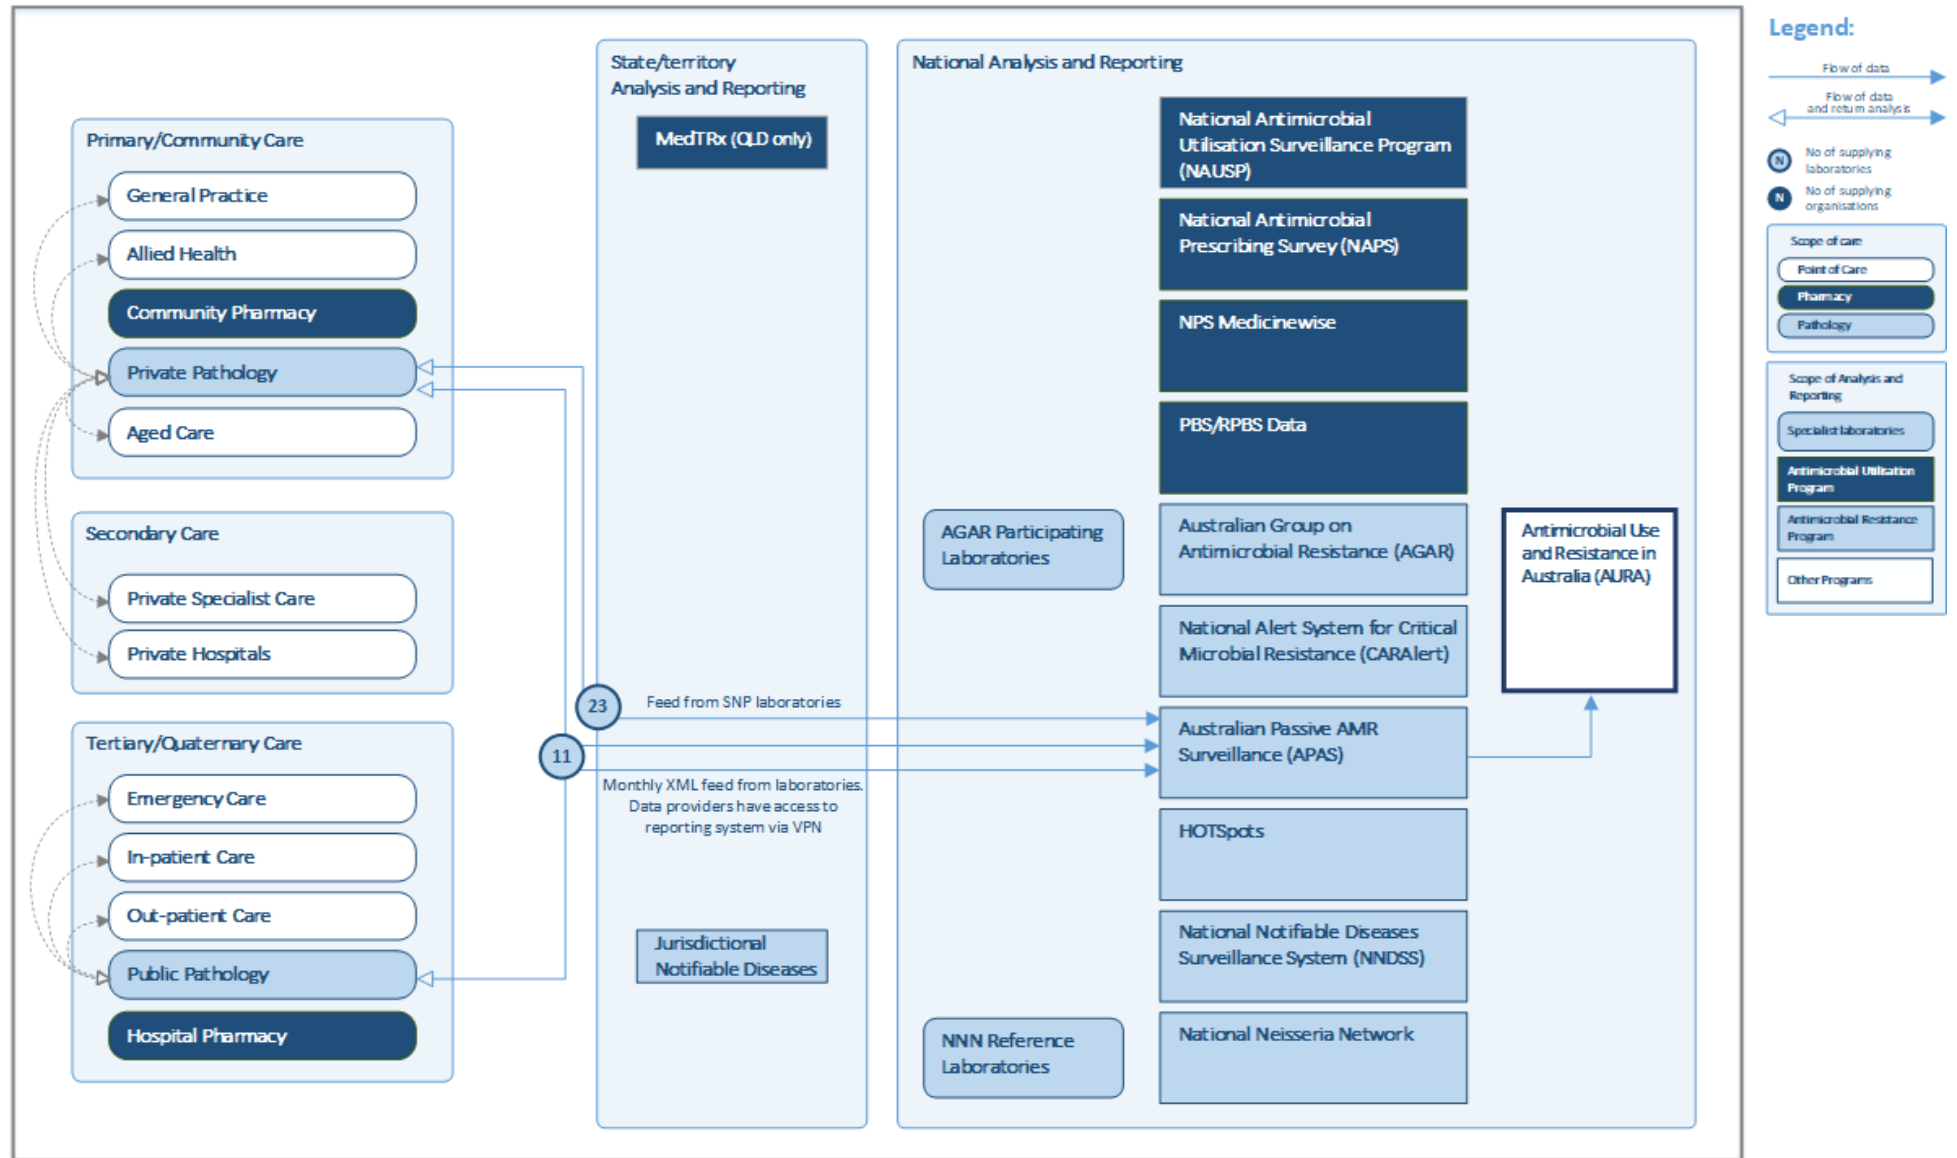 Primary/Community Care
General Practice
Allied Health
Community Pharmacy
Private Pathology
Aged Care
Secondary Care
Private Specialist Care
Private Hospitals
Tertiary/Quaternary Care
Emergency Care
In-patient Care
Out-patient Care
Public Pathology
Hospital Pharmacy
State/territory
Analysis and Reporting
MedTRx (QLD only)
23
Feed from SNP laboratories
11
Monthly XML feed from laboratories.
Data providers have access to
reporting system via VPN
Jurisdictional
Notifiable Diseases
National Analysis and Reporting
National Antimicrobial
Utilisation Surveillance Program
(NAUSP)
National Antimicrobial
Prescribing Survey (NAPS)
NPS Medicinewise
PBS/RPBS Data
AGAR Participating
Laboratories
Australian Group on
Antimicrobial Resistance (AGAR)
National Alert System for Critical
Microbial Resistance (CARAlert)
Australian Passive AMR
Surveillance (APAS)
HOTSpots
National Notifiable Diseases
Surveillance System (NNDSS)
NNN Reference
Laboratories
National Neisseria Network
Antimicrobial Use
and Resistance in
Australia (AURA)
Legend:
Flow of data
Flow of data
and return analysis
N
No of supplying
laboratories
N
No of supplying
organisations
Scope of care
Point of Care
Pharmacy
Pathology
Scope of Analysis and
Reporting
Specialist laboratories
Antimicrobial Utilisation
Program
Antimicrobial Resistance
Program
Other Programs